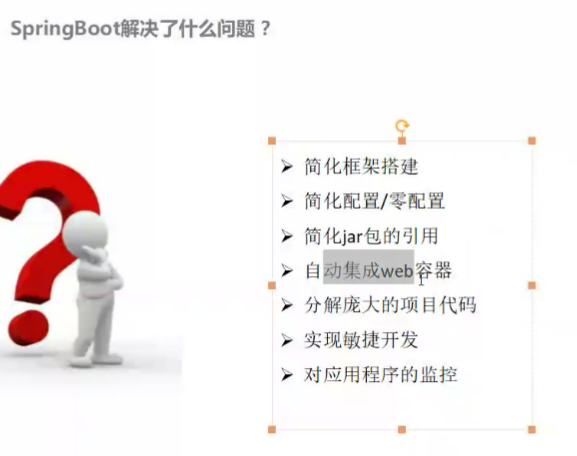 SpringBoot解决了什么问题？
➢ 简化框架搭建
➢ 简化配置/零配置
➢ 简化jar包的引用
➢ 自动集成web容器
➢ 分解庞大的项目代码
➢ 实现敏捷开发
➢ 对应用程序的监控